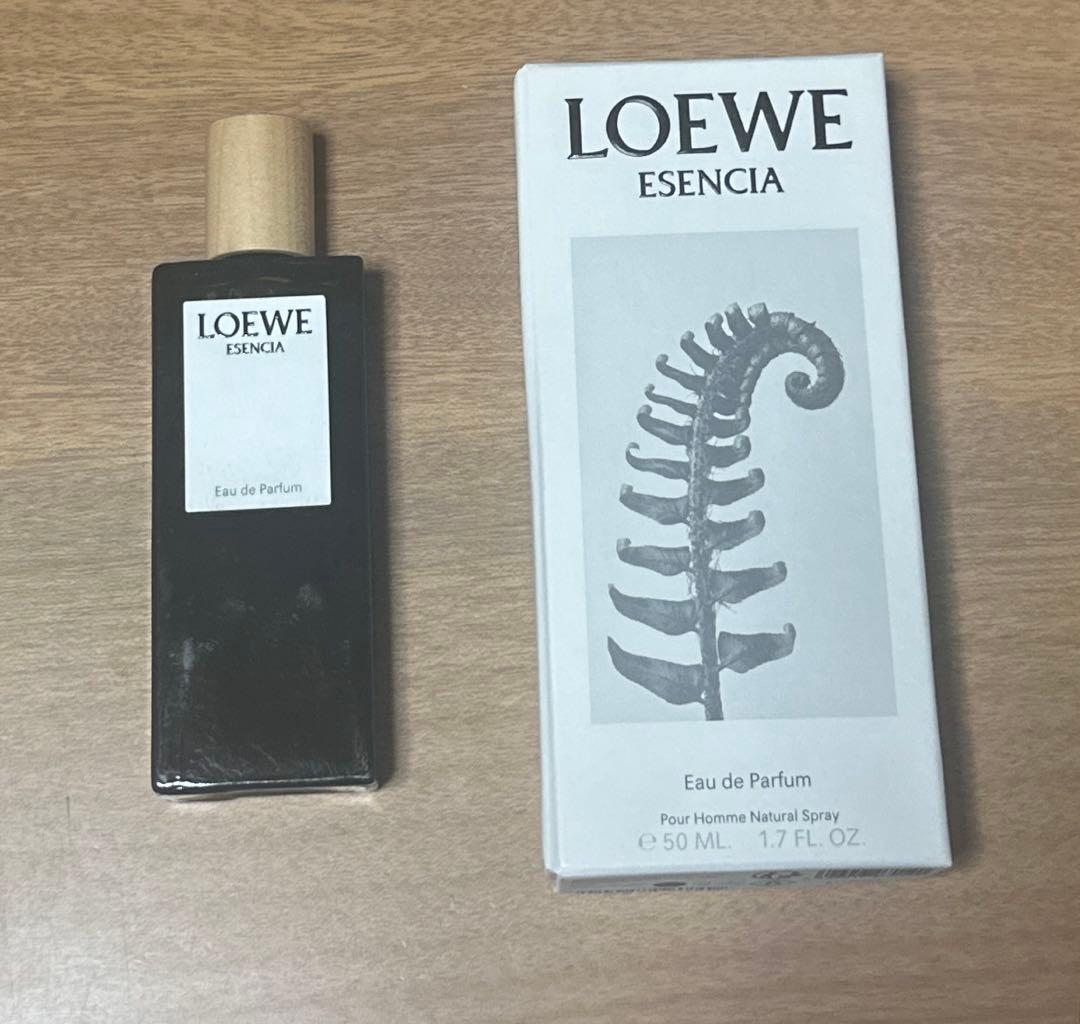 LOEWE
ESENCIA
Eau de Parfum
LOEWE
ESENCIA
Eau de Parfum
Pour Homme Natural Spray
℮ 50 ML. 1.7 FL. OZ.